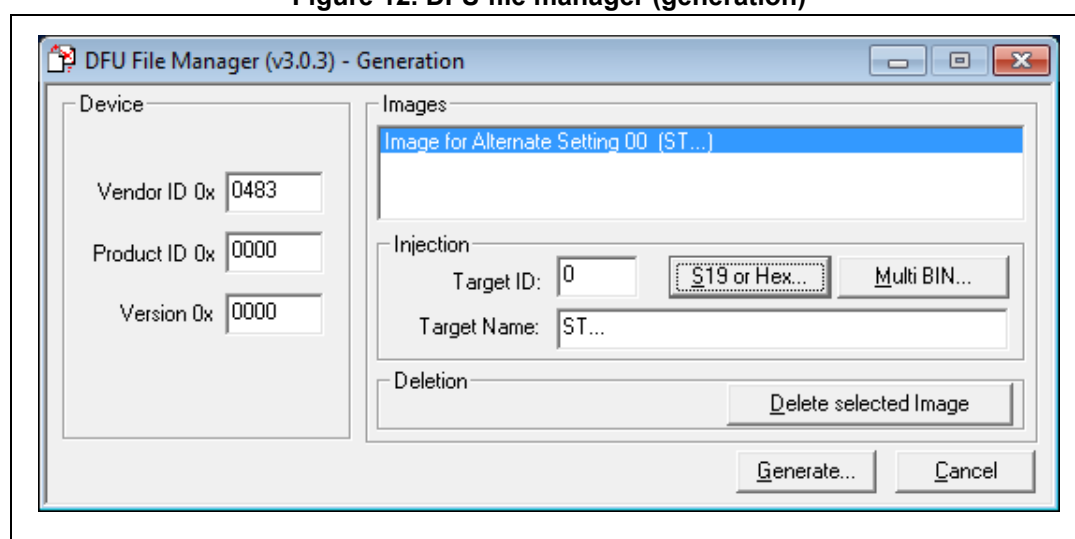 Figure 12. DFU file manager (generation)
DFU File Manager (v3.0.3) - Generation
Device
Vendor ID 0x 0483
Product ID 0x 0000
Version 0x 0000
Images
Image for Alternate Setting 00 (ST...)
Injection
Target ID: 0 S19 or Hex... Multi BIN...
Target Name: ST...
Deletion
Delete selected Image
Generate... Cancel